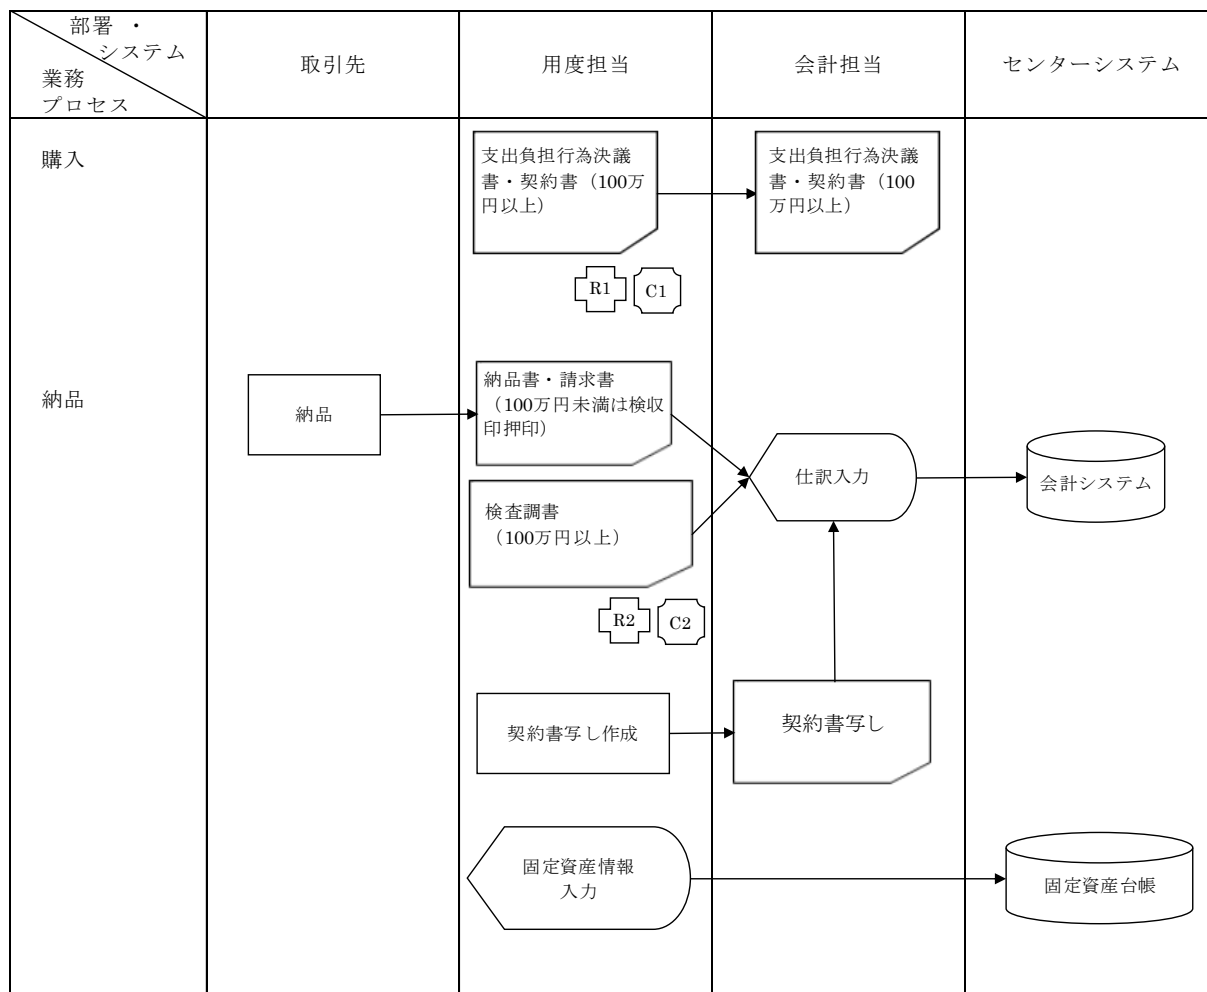 部署 ・
システム
業務
プロセス
取引先
用度担当
会計担当
センターシステム
購入
支出負担行為決議
書・契約書（100万
円以上）
支出負担行為決議
書・契約書（100
万円以上）
R1
C1
納品
納品
納品書・請求書
（100万円未満は検収
印押印）
仕訳入力
会計システム
検査調書
（100万円以上）
R2
C2
契約書写し作成
契約書写し
固定資産情報
入力
固定資産台帳